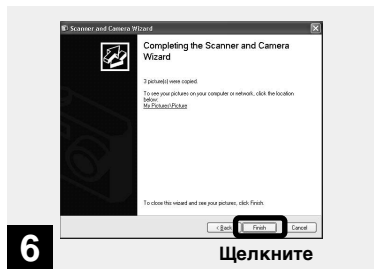 Scanner and Camera Wizard
Completing the Scanner and Camera
Wizard
3 picture(s) were copied.
To see your pictures on your computer or network, click the location
below:
My Pictures\Picture
To close this wizard and see your pictures, click Finish.
< Back
Finish
Cancel
6
Щелкните